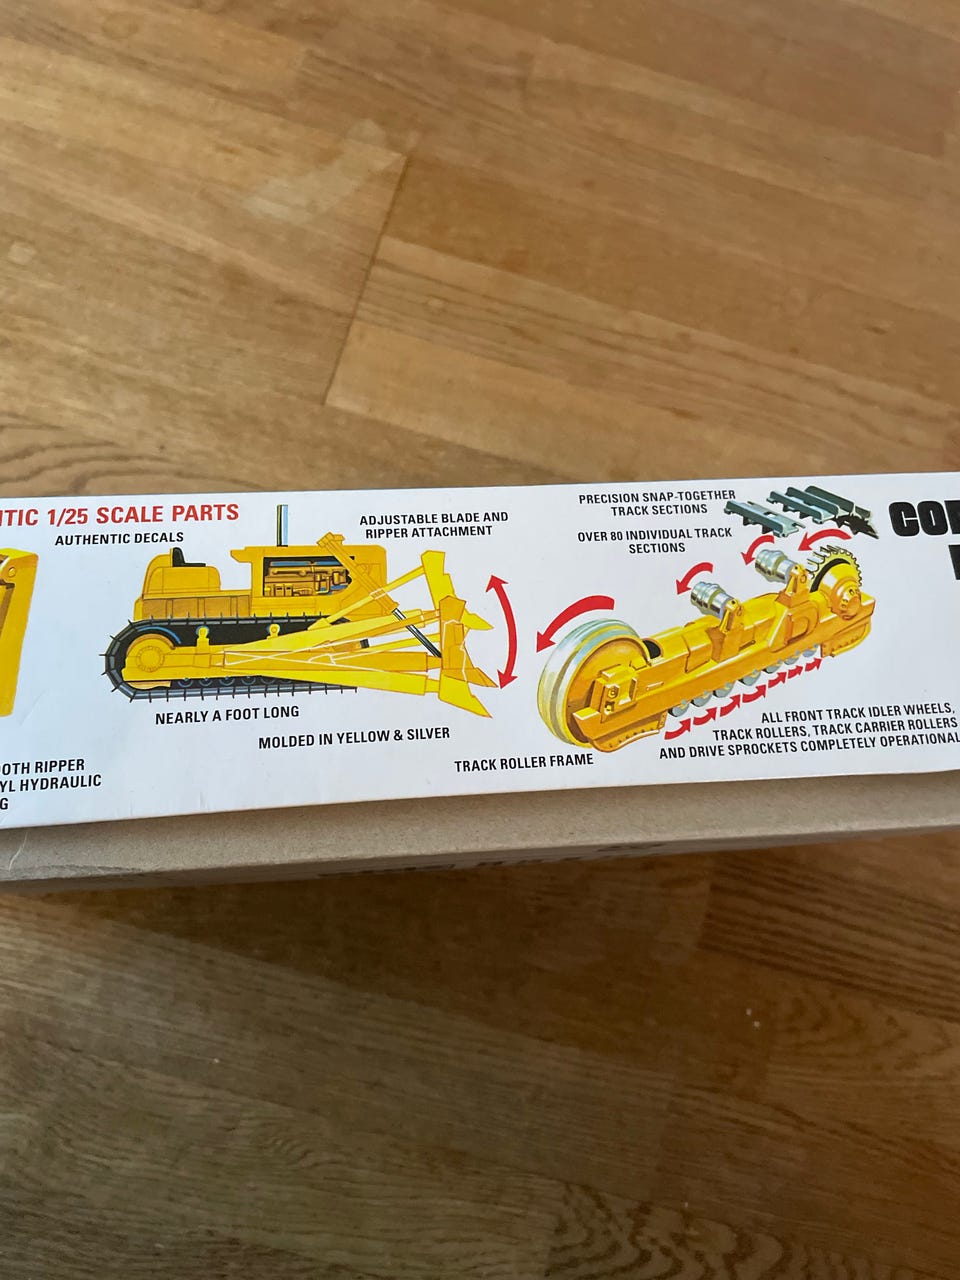 TIC 1/25 SCALE PARTS
AUTHENTIC DECALS
ADJUSTABLE BLADE AND
RIPPER ATTACHMENT
PRECISION SNAP-TOGETHER
TRACK SECTIONS
OVER 80 INDIVIDUAL TRACK
SECTIONS
CO
NEARLY A FOOT LONG
MOLDED IN YELLOW & SILVER
TRACK ROLLER FRAME
ALL FRONT TRACK IDLER WHEELS,
TRACK ROLLERS, TRACK CARRIER ROLLERS
AND DRIVE SPROCKETS COMPLETELY OPERATIONAL
OTH RIPPER
YL HYDRAULIC
G